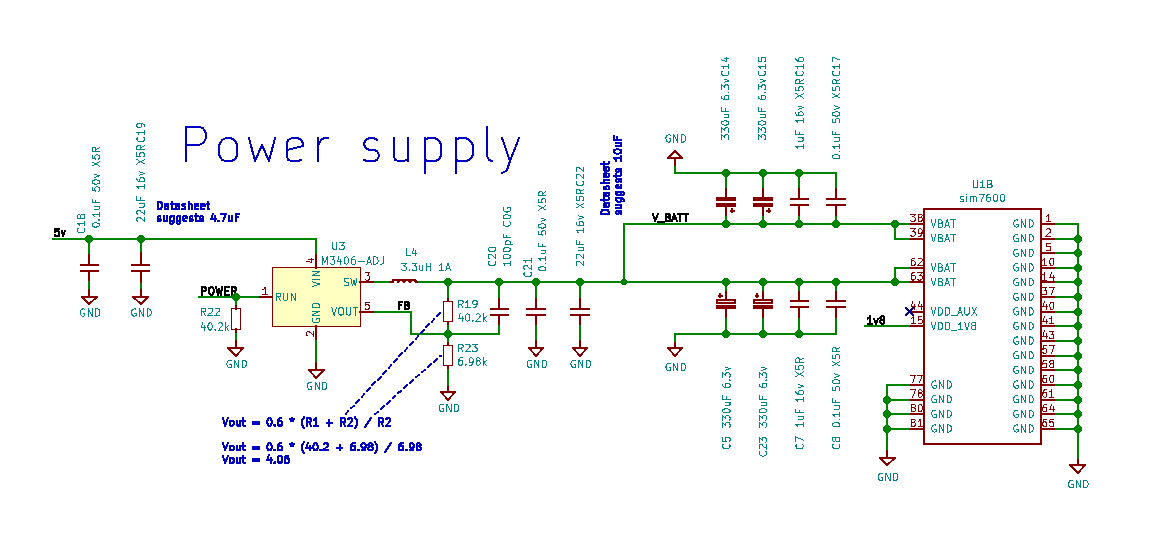 Power supply
5v
C18
0.1uF 50v X5R
22uF 16v X5R C19
Datasheet
suggests 4.7uF
GND
GND
POWER
R22
40.2k
GND
U3
M3406-ADJ
4
VIN
1
RUN
SW
3
VOUT
5
GND
2
GND
L4
3.3uH 1A
FB
R19
40.2k
R23
6.98k
GND
C20
100pF C0G
C21
0.1uF 50v X5R
22uF 16v X5R C22
GND
GND
Datasheet
suggests 10uF
Vout = 0.6 * (R1 + R2) / R2
Vout = 0.6 * (40.2 + 6.98) / 6.98
Vout = 4.06
GND
V_BATT
330uF 6.3v C14
330uF 6.3v C15
1uF 16v X5R C16
0.1uF 50v X5R C17
GND
C5 330uF 6.3v
C23 330uF 6.3v
C7 1uF 16v X5R
C8 0.1uF 50v X5R
U1B
sim7600
38 VBAT
39 VBAT
62 VBAT
63 VBAT
44 VDD_AUX
1v8
15 VDD_1V8
77 GND
78 GND
80 GND
81 GND
GND
GND 1
GND 2
GND 5
GND 10
GND 14
GND 37
GND 40
GND 41
GND 43
GND 57
GND 58
GND 60
GND 61
GND 64
GND 65
GND